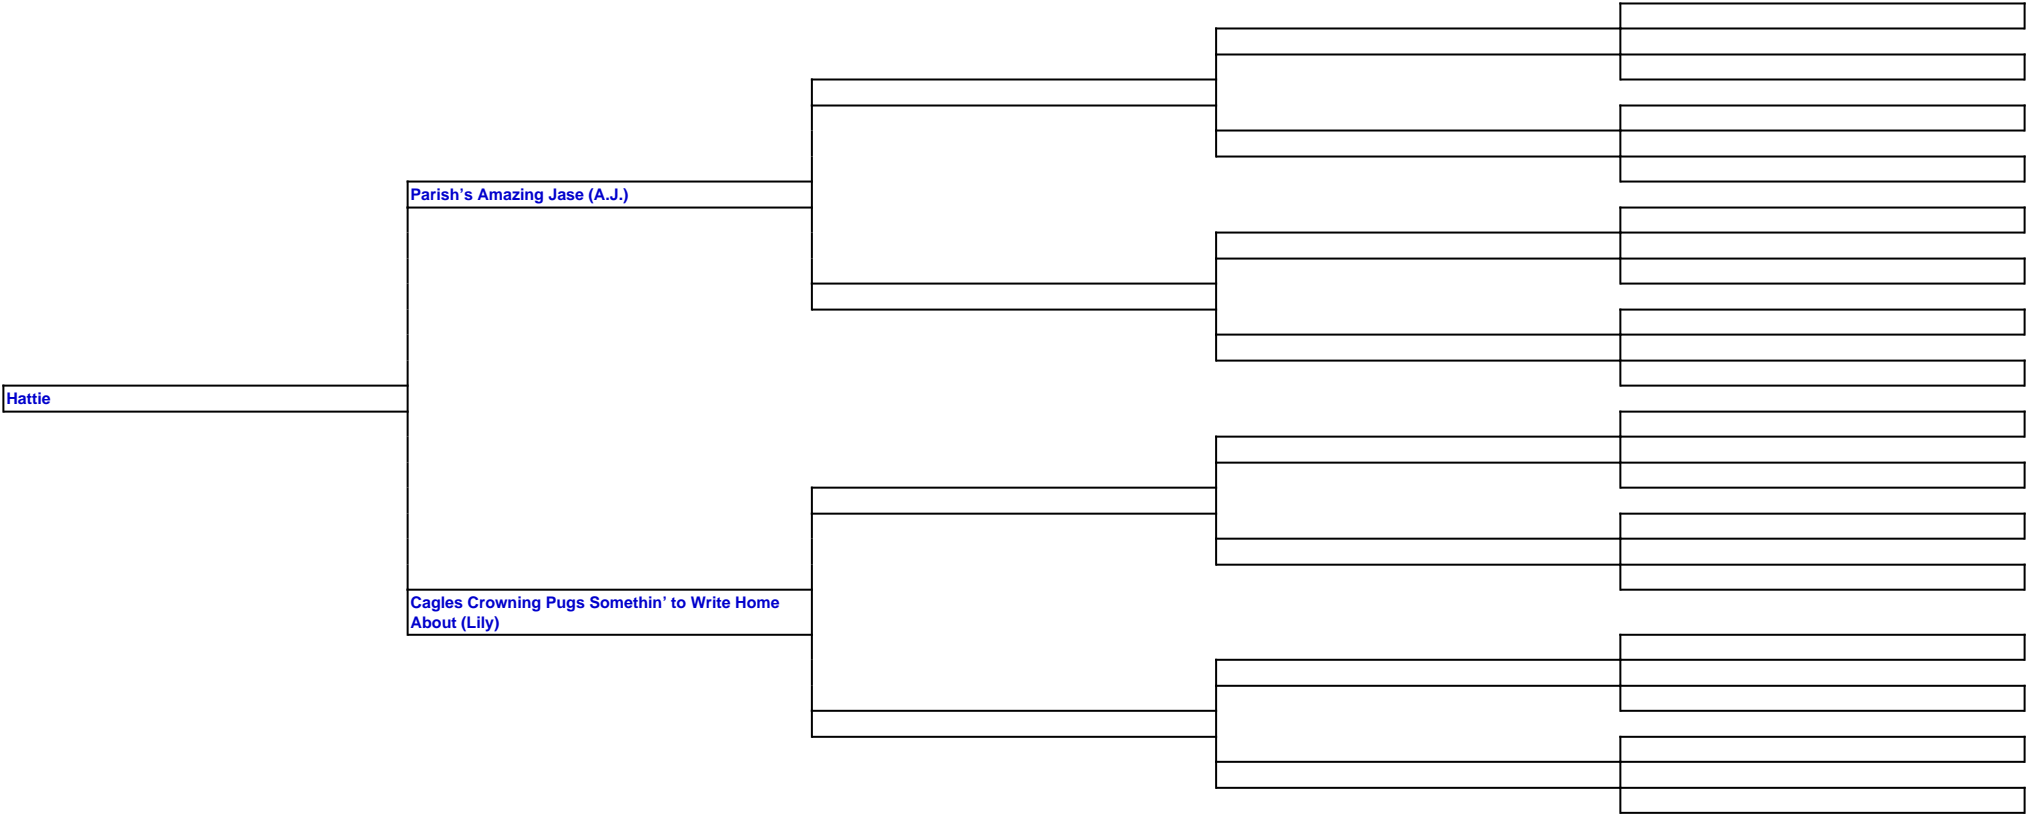 Parish’s Amazing Jase (A.J.)
Hattie
Cagles Crowning Pugs Somethin’ to Write Home
About (Lily)